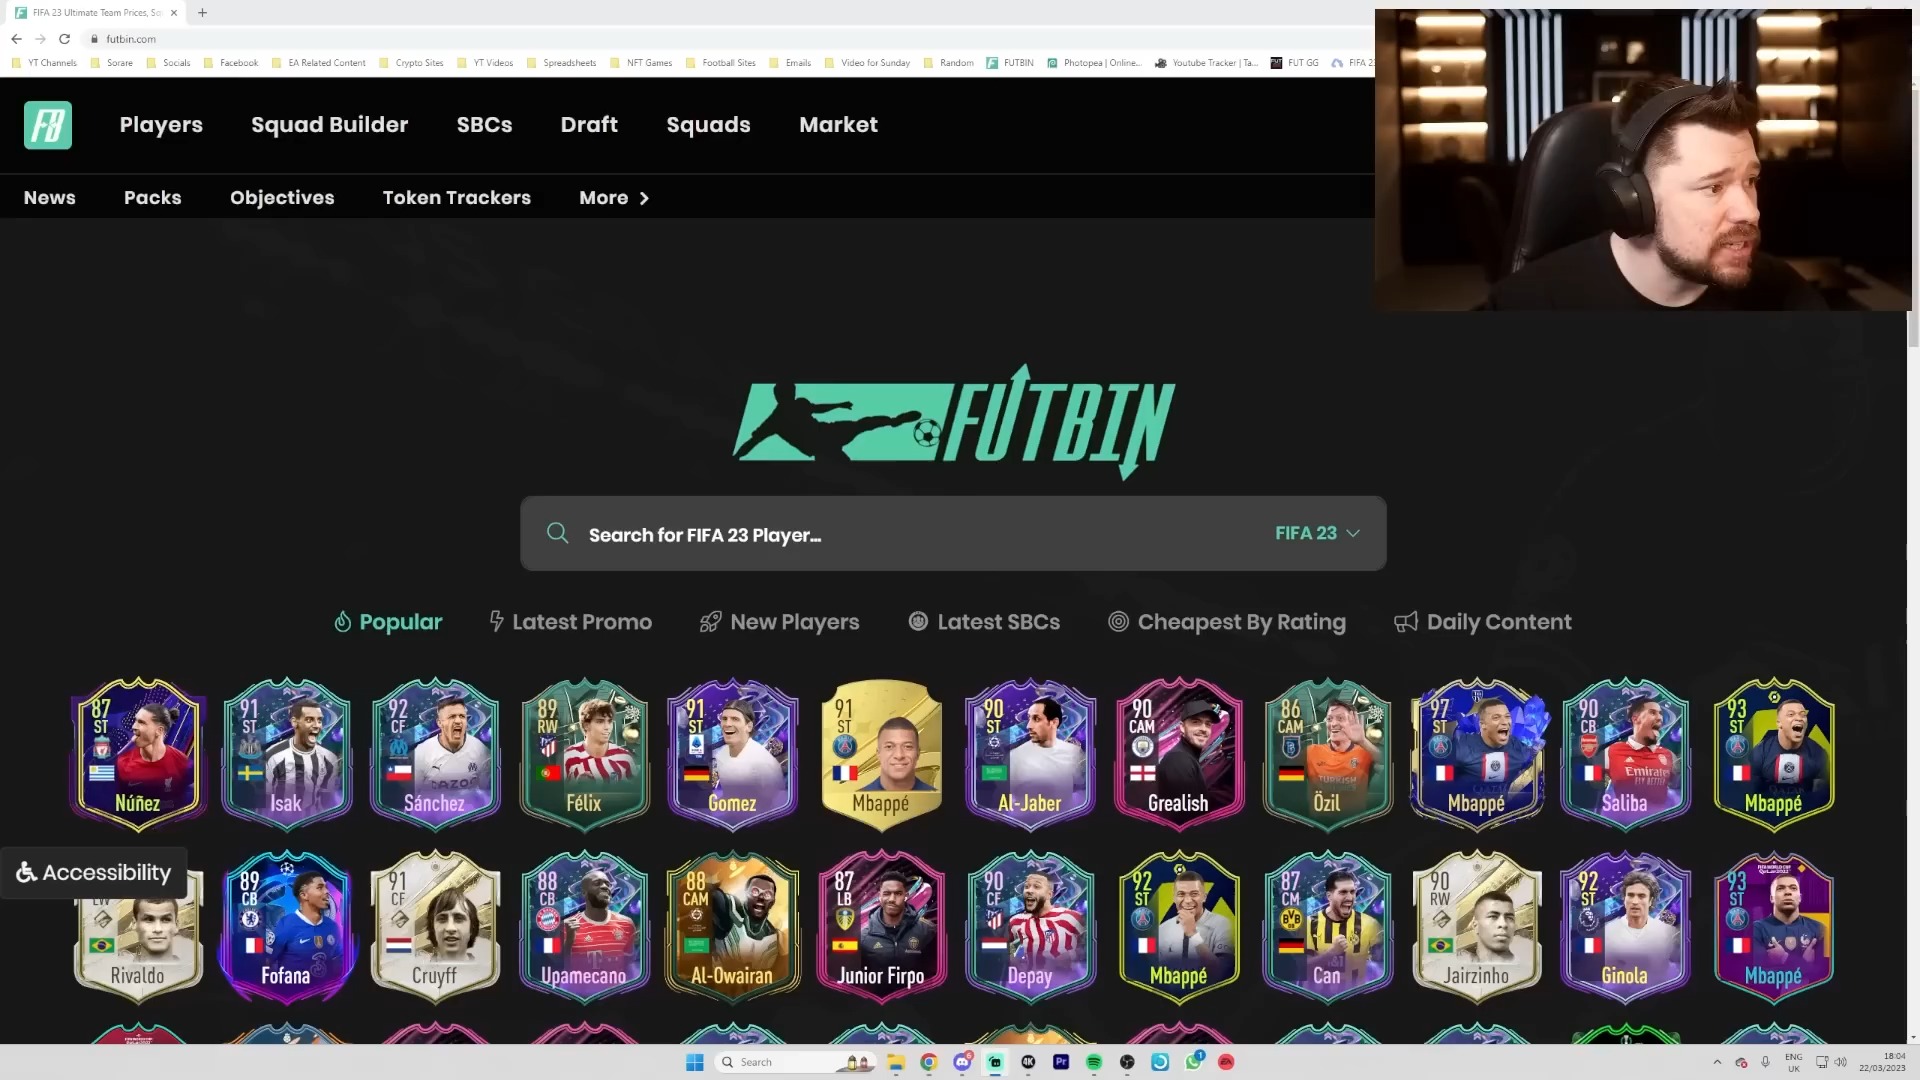 FIFA 23 Ultimate Team Prices, Sq
futbin.com
YT Channels Sorare Socials Facebook EA Related Content Crypto Sites YT Videos Spreadsheets NFT Games Football Sites Emails Video for Sunday Random FUTBIN Photopea | Online... Youtube Tracker | Ta... FUT GG FIFA 23
Players Squad Builder SBCs Draft Squads Market
News Packs Objectives Token Trackers More
FUTBIN
Search for FIFA 23 Player... FIFA 23
Popular Latest Promo New Players Latest SBCs Cheapest By Rating Daily Content
87 91 92 89 91 91 90 90 86 97 90 93
ST ST CF RW ST ST ST CAM CAM ST CB ST
Núñez Isak Sánchez Félix Gomez Mbappé Al-Jaber Grealish Özil Mbappé Saliba Mbappé
Accessibility
89 91 88 88 87 90 92 87 90 92 93
LW CB CF CB CAM LB CF ST CM RW ST ST
Rivaldo Fofana Cruyff Upamecano Al-Owairan Junior Firpo Depay Mbappé Can Jairzinho Ginola Mbappé
Search
ENG
UK
18:04
22/03/2023